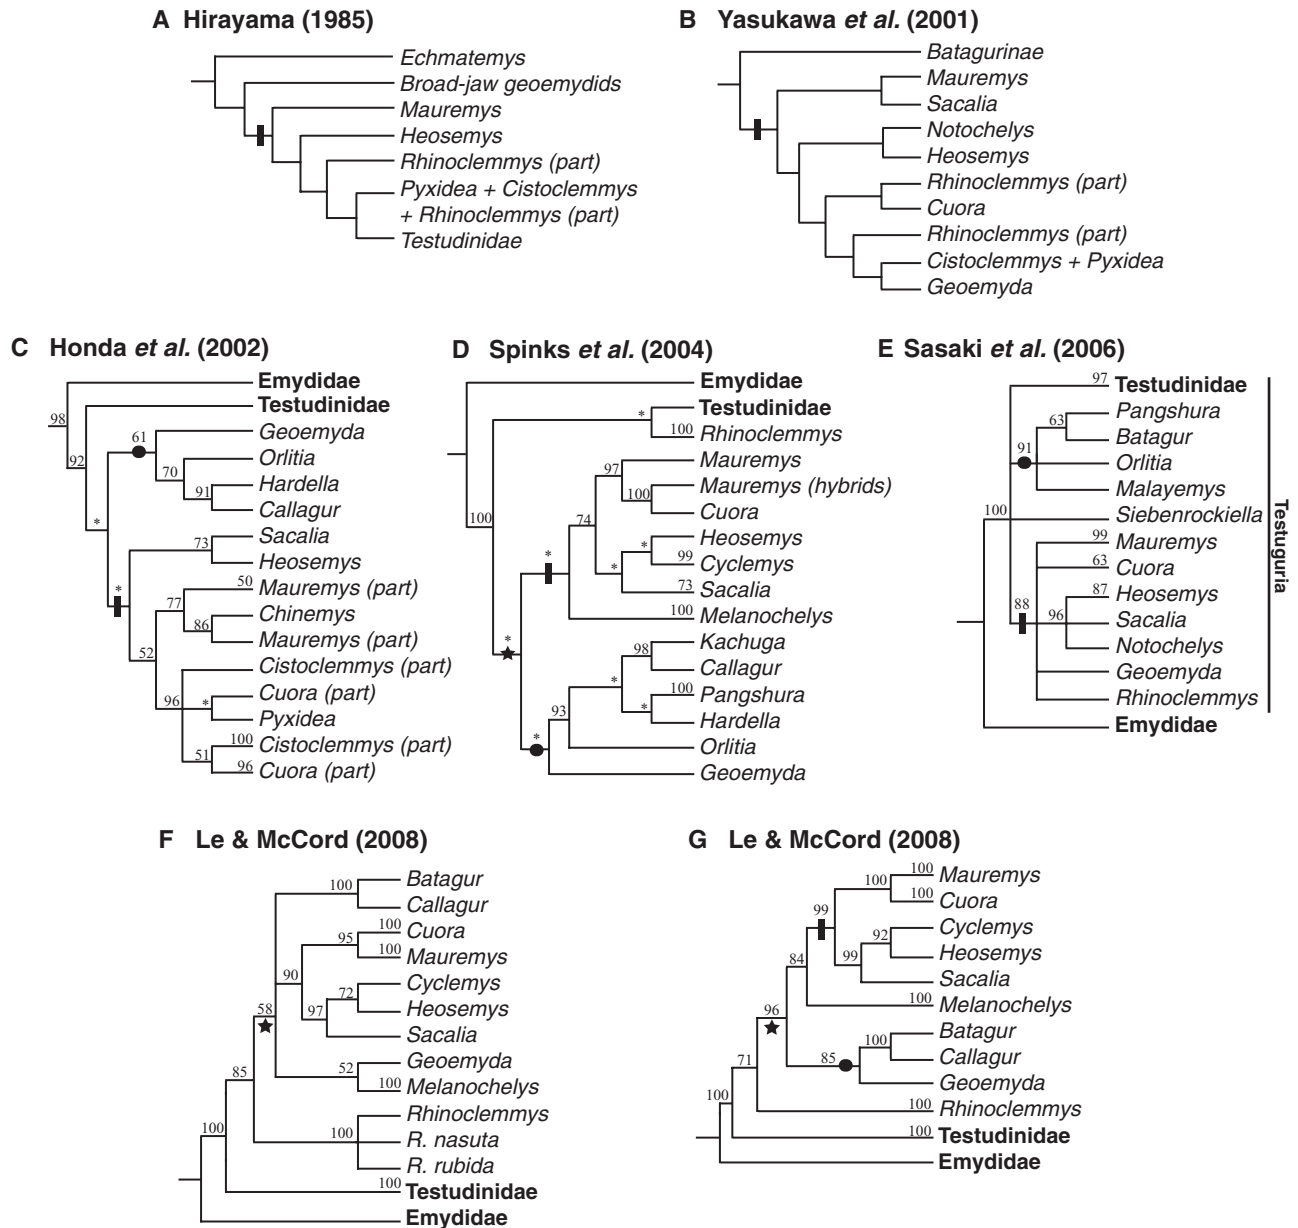 A Hirayama (1985)
Echmatemys
Broad-jaw geoemydids
Mauremys
Heosemys
Rhinoclemmys (part)
Pyxidea + Cistoclemmys
+ Rhinoclemmys (part)
Testudinidae
B Yasukawa et al. (2001)
Batagurinae
Mauremys
Sacalia
Notochelys
Heosemys
Rhinoclemmys (part)
Cuora
Rhinoclemmys (part)
Cistoclemmys + Pyxidea
Geoemyda
C Honda et al. (2002)
Emydidae
98
Testudinidae
92
61
Geoemyda
70
Orlitia
91
Hardella
Callagur
*
Sacalia
73
Heosemys
*
50
Mauremys (part)
77
Chinemys
86
Mauremys (part)
52
Cistoclemmys (part)
96
Cuora (part)
*
Pyxidea
100
Cistoclemmys (part)
51
96
Cuora (part)
D Spinks et al. (2004)
Emydidae
*
Testudinidae
100
Rhinoclemmys
100
Mauremys
97
Mauremys (hybrids)
100
Cuora
74
Heosemys
*
99
Cyclemys
*
73
Sacalia
*
100
Melanochelys
*
Kachuga
98
Callagur
*
100
Pangshura
*
Hardella
93
Orlitia
*
Geoemyda
E Sasaki et al. (2006)
97
Testudinidae
Pangshura
63
Batagur
91
Orlitia
Malayemys
100
Siebenrockiella
99
Mauremys
63
Cuora
87
Heosemys
88
96
Sacalia
Notochelys
Geoemyda
Rhinoclemmys
Emydidae
Testuguria
F Le & McCord (2008)
Batagur
100
Callagur
100
Cuora
95
100
Mauremys
90
Cyclemys
72
Heosemys
97
Sacalia
58
Geoemyda
52
100
Melanochelys
85
Rhinoclemmys
100
R. nasuta
R. rubida
100
100
Testudinidae
Emydidae
G Le & McCord (2008)
100
Mauremys
100
100
Cuora
99
Cyclemys
92
Heosemys
99
Sacalia
84
100
Melanochelys
96
Batagur
100
Callagur
85
Geoemyda
71
100
Rhinoclemmys
100
100
Testudinidae
Emydidae